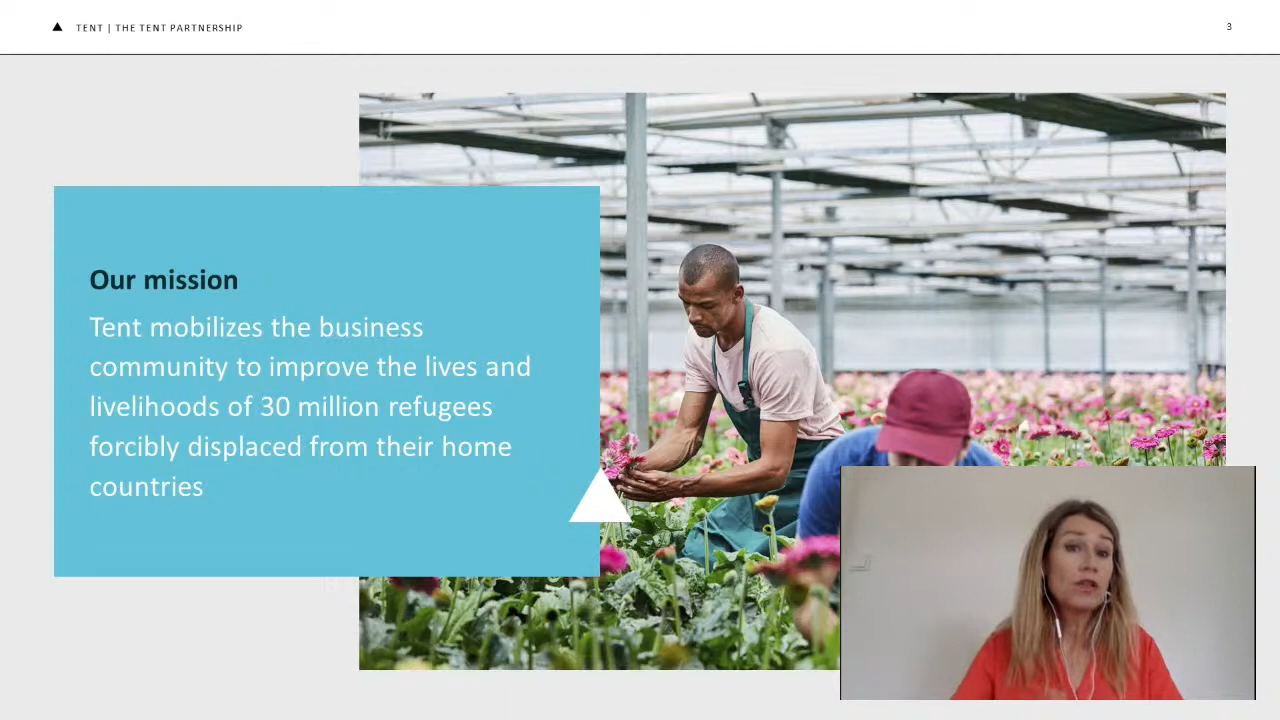 TENT | THE TENT PARTNERSHIP
3
Our mission
Tent mobilizes the business
community to improve the lives and
livelihoods of 30 million refugees
forcibly displaced from their home
countries